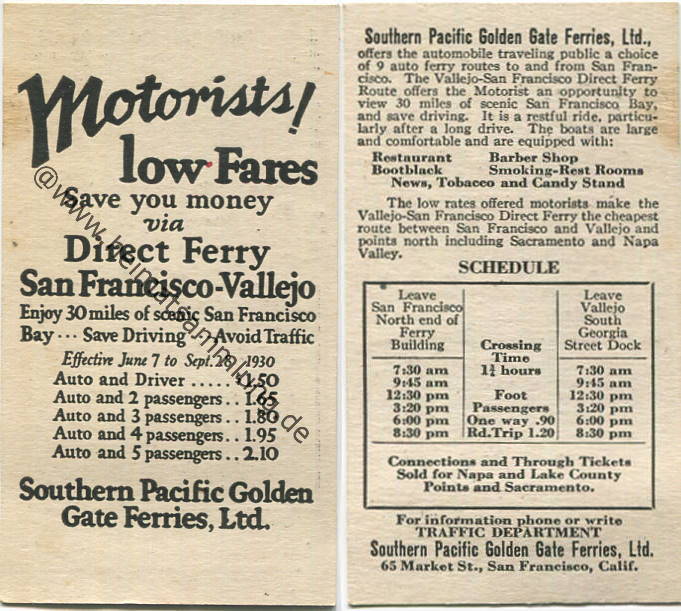 Motorists!
low Fares
Save you money
via
Direct Ferry
San Francisco-Vallejo
Enjoy 30 miles of scenic San Francisco
Bay ··· Save Driving ··· Avoid Traffic
Effective June 7 to Sept. 1930
Auto and Driver ..... 1.50
Auto and 2 passengers .. 1.65
Auto and 3 passengers .. 1.80
Auto and 4 passengers .. 1.95
Auto and 5 passengers .. 2.10
Southern Pacific Golden
Gate Ferries, Ltd.
@www.heimatsammlung.de
Southern Pacific Golden Gate Ferries, Ltd.,
offers the automobile traveling public a choice
of 9 auto ferry routes to and from San Fran-
cisco. The Vallejo-San Francisco Direct Ferry
Route offers the Motorist an opportunity to
view 30 miles of scenic San Francisco Bay,
and save driving. It is a restful ride, particu-
larly after a long drive. The boats are large
and comfortable and are equipped with:
Restaurant Barber Shop
Bootblack Smoking-Rest Rooms
News, Tobacco and Candy Stand
The low rates offered motorists make the
Vallejo-San Francisco Direct Ferry the cheapest
route between San Francisco and Vallejo and
points north including Sacramento and Napa
Valley.
SCHEDULE
Leave
San Francisco
North end of
Ferry
Building
7:30 am
9:45 am
12:30 pm
3:20 pm
6:00 pm
8:30 pm
Crossing
Time
1¾ hours
Foot
Passengers
One way .90
Rd.Trip 1.20
Leave
Vallejo
South
Georgia
Street Dock
7:30 am
9:45 am
12:30 pm
3:20 pm
6:00 pm
8:30 pm
Connections and Through Tickets
Sold for Napa and Lake County
Points and Sacramento.
For information phone or write
TRAFFIC DEPARTMENT
Southern Pacific Golden Gate Ferries, Ltd.
65 Market St., San Francisco, Calif.